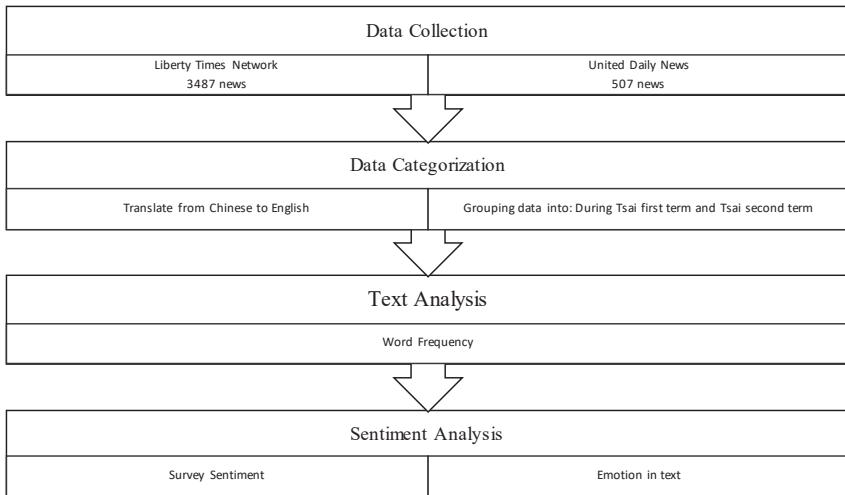 Data Collection
Liberty Times Network
3487 news
United Daily News
507 news
Data Categorization
Translate from Chinese to English
Grouping data into: During Tsai first term and Tsai second term
Text Analysis
Word Frequency
Sentiment Analysis
Survey Sentiment
Emotion in text